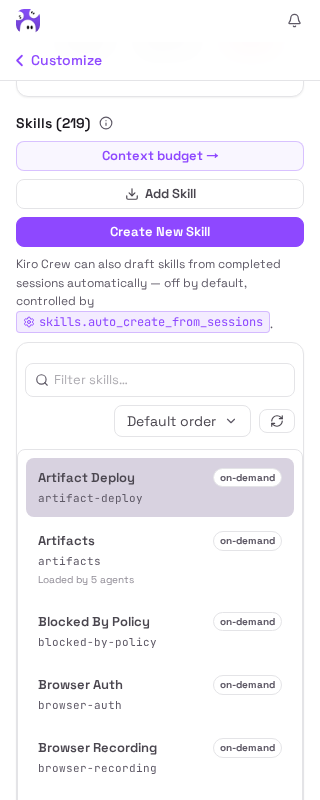 Customize
Skills (219)
Context budget →
Add Skill
Create New Skill
Kiro Crew can also draft skills from completed
sessions automatically — off by default,
controlled by
skills.auto_create_from_sessions.
Filter skills...
Default order
Artifact Deploy
on-demand
artifact-deploy
Artifacts
on-demand
artifacts
Loaded by 5 agents
Blocked By Policy
on-demand
blocked-by-policy
Browser Auth
on-demand
browser-auth
Browser Recording
on-demand
browser-recording